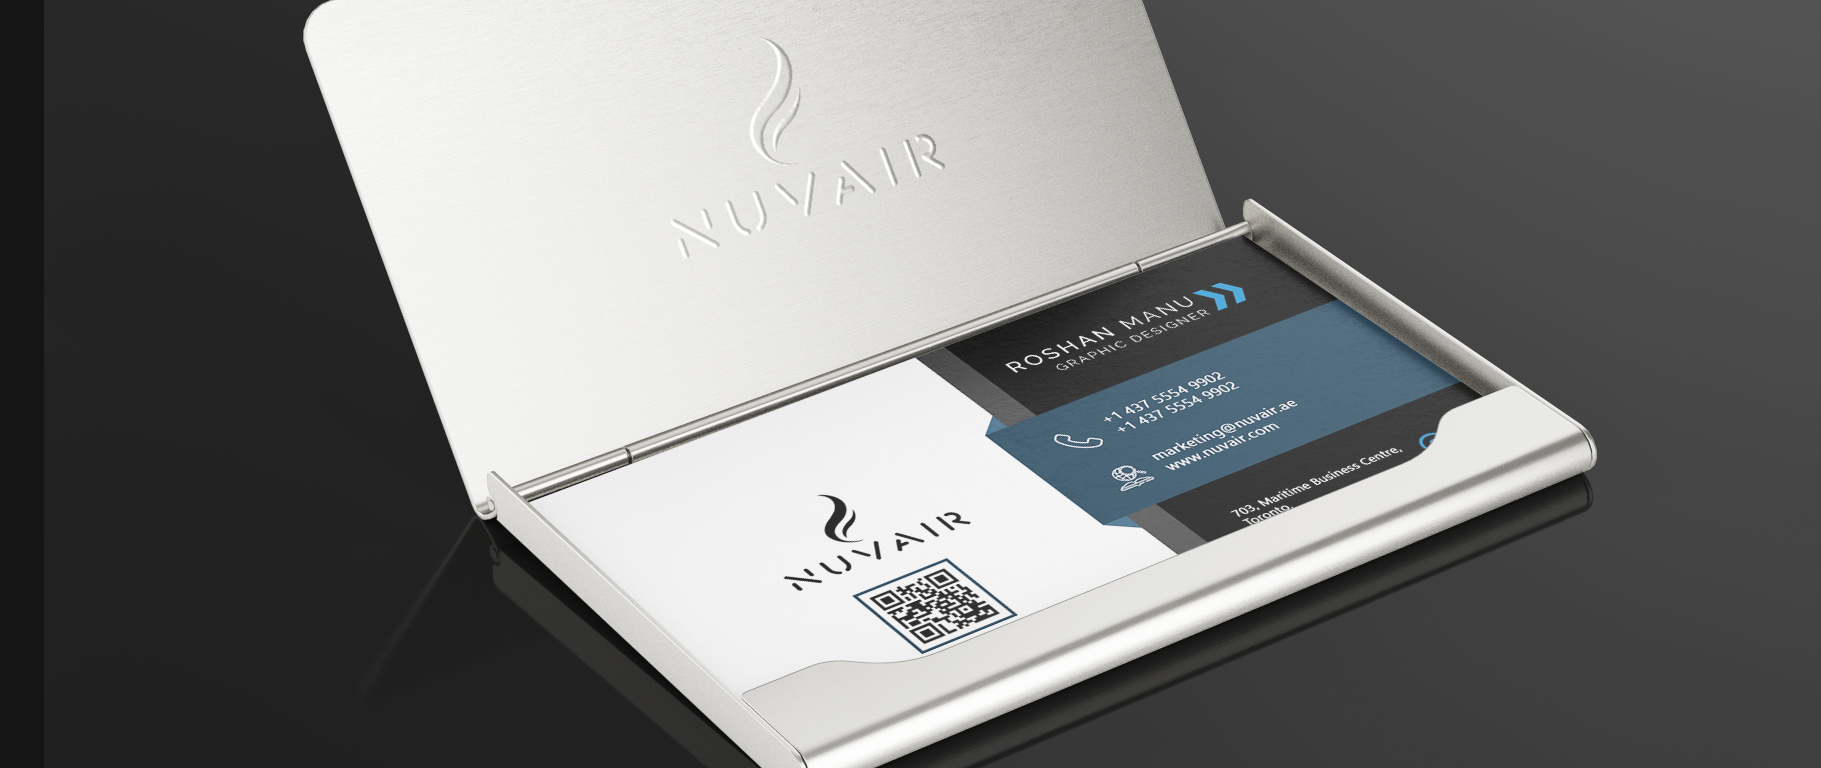 NUVAIR
ROSHAN MANU
GRAPHIC DESIGNER
+1 437 5554 9902
+1 437 5554 9902
marketing@nuvair.ae
www.nuvair.com
703, Maritime Business Centre,
Toronto,
NUVAIR